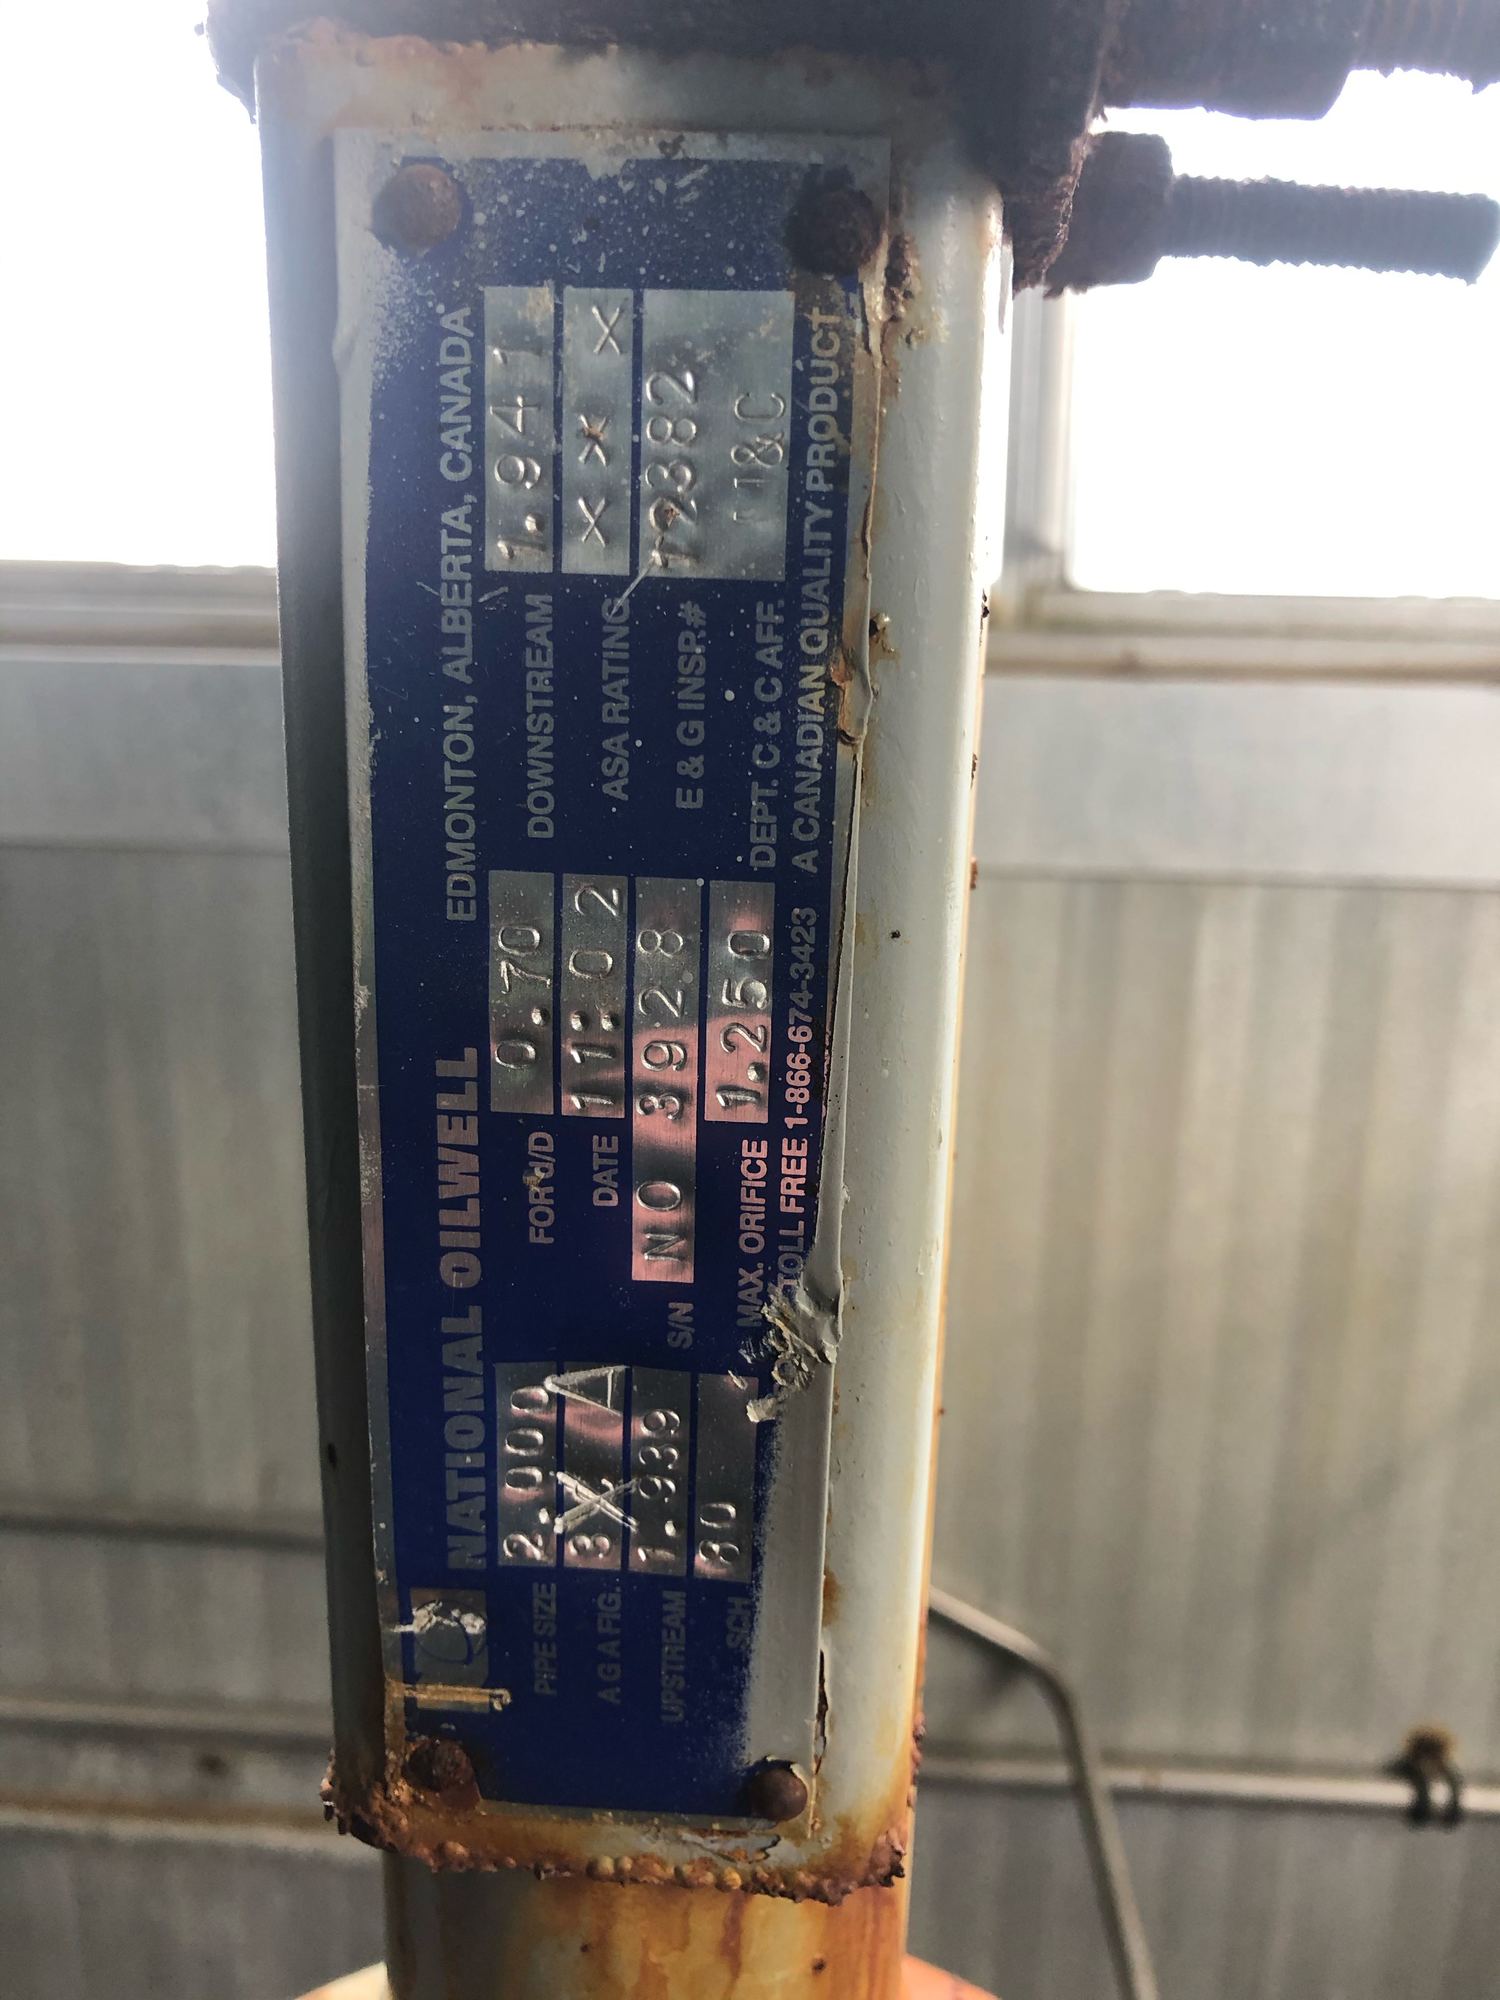 NATIONAL OILWELL EDMONTON, ALBERTA, CANADA
PIPE SIZE 2.000 FOR d/D 0.70 DOWNSTREAM 1.941
A G A FIG. 3 X A DATE 11:02 ASA RATING X X X
UPSTREAM 1.939 S/N NO 3928 E & G INSP.# 12382
SCH 80 MAX. ORIFICE 1.250 DEPT. C & C AFF. I&C
TOLL FREE 1-866-674-3423 A CANADIAN QUALITY PRODUCT